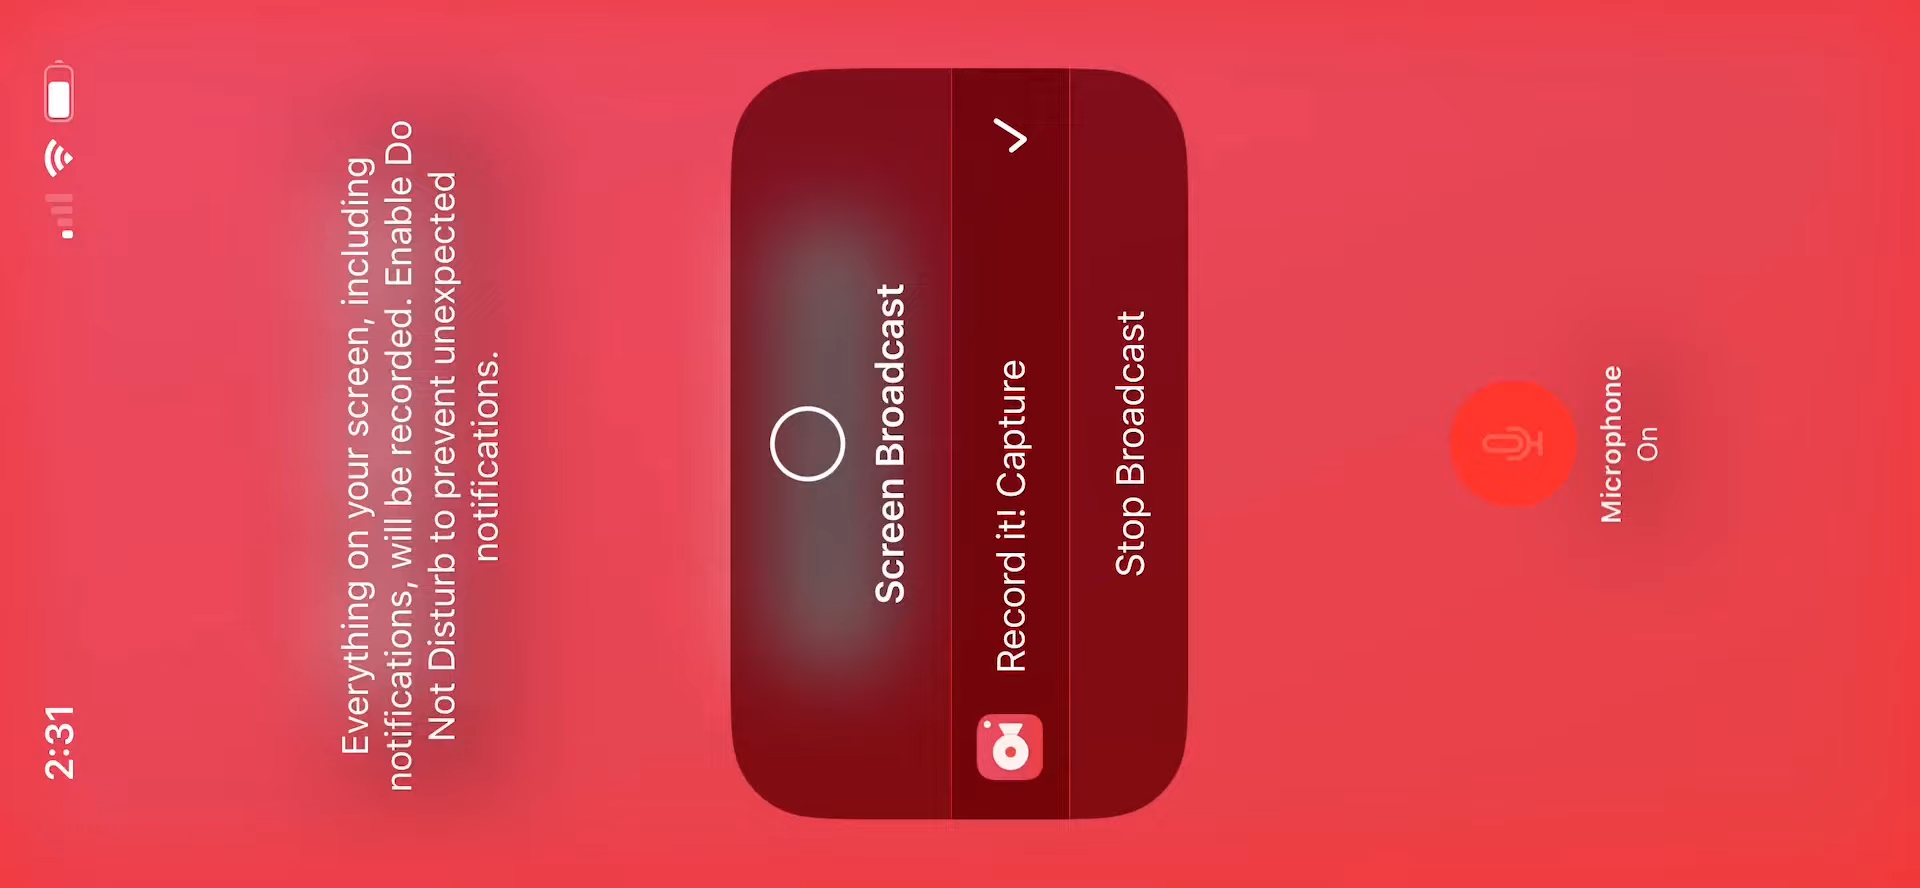 2:31
Everything on your screen, including
notifications, will be recorded. Enable Do
Not Disturb to prevent unexpected
notifications.
Screen Broadcast
Record it! Capture
Stop Broadcast
Microphone
On